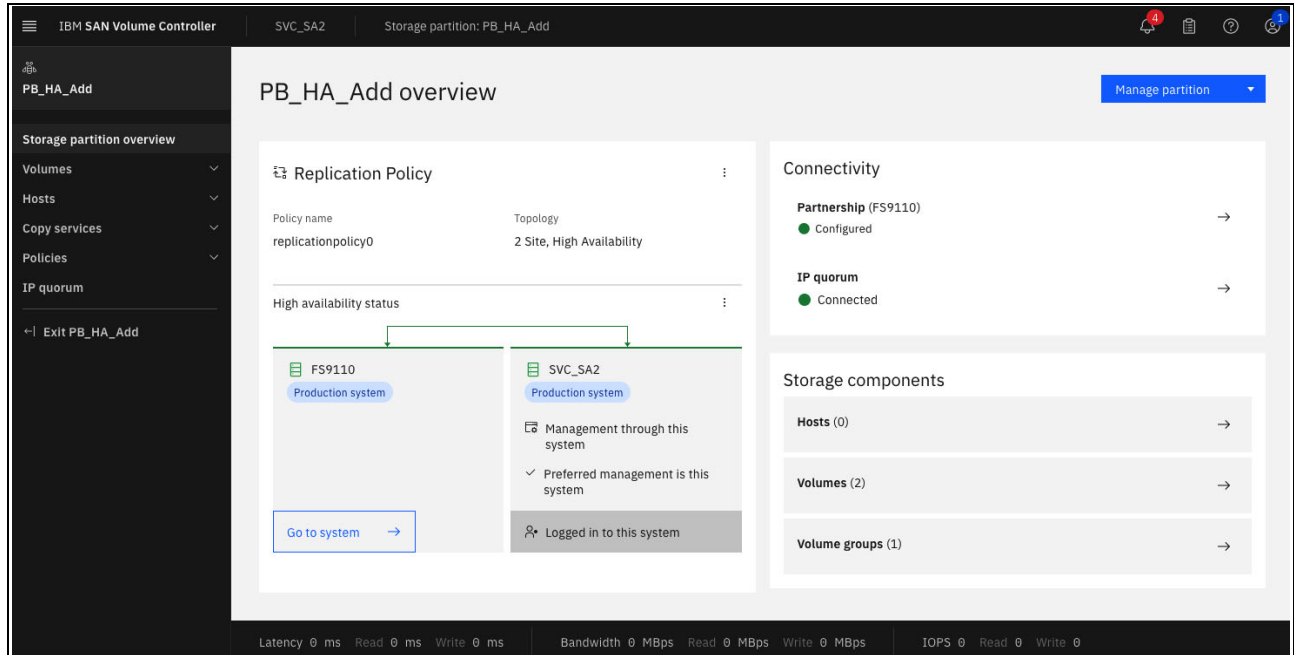 IBM SAN Volume Controller
SVC_SA2
Storage partition: PB_HA_Add
4
1
PB_HA_Add
Storage partition overview
Volumes
Hosts
Copy services
Policies
IP quorum
Exit PB_HA_Add
PB_HA_Add overview
Manage partition
Replication Policy
Policy name
replicationpolicy0
Topology
2 Site, High Availability
High availability status
FS9110
Production system
Go to system
SVC_SA2
Production system
Management through this
system
Preferred management is this
system
Logged in to this system
Connectivity
Partnership (FS9110)
Configured
IP quorum
Connected
Storage components
Hosts (0)
Volumes (2)
Volume groups (1)
Latency 0 ms Read 0 ms Write 0 ms
Bandwidth 0 MBps Read 0 MBps Write 0 MBps
IOPS 0 Read 0 Write 0